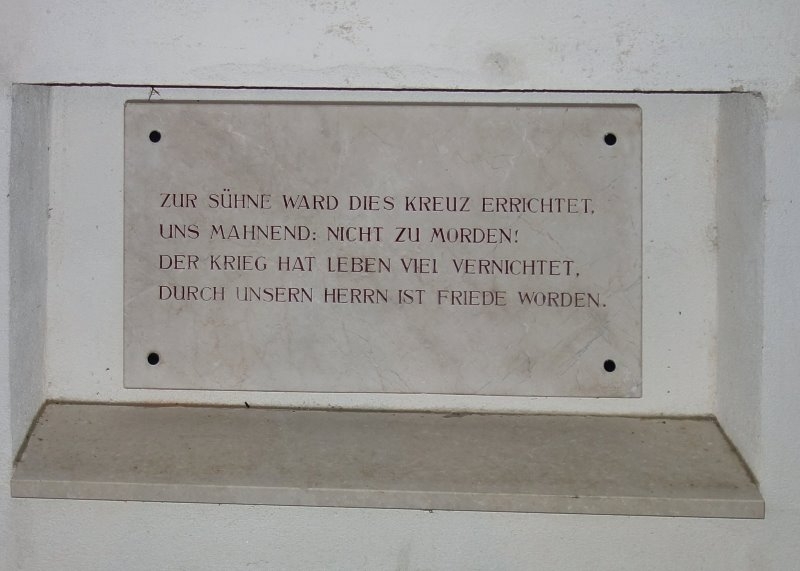 ZUR SÜHNE WARD DIES KREUZ ERRICHTET,
UNS MAHNEND: NICHT ZU MORDEN!
DER KRIEG HAT LEBEN VIEL VERNICHTET,
DURCH UNSERN HERRN IST FRIEDE WORDEN.